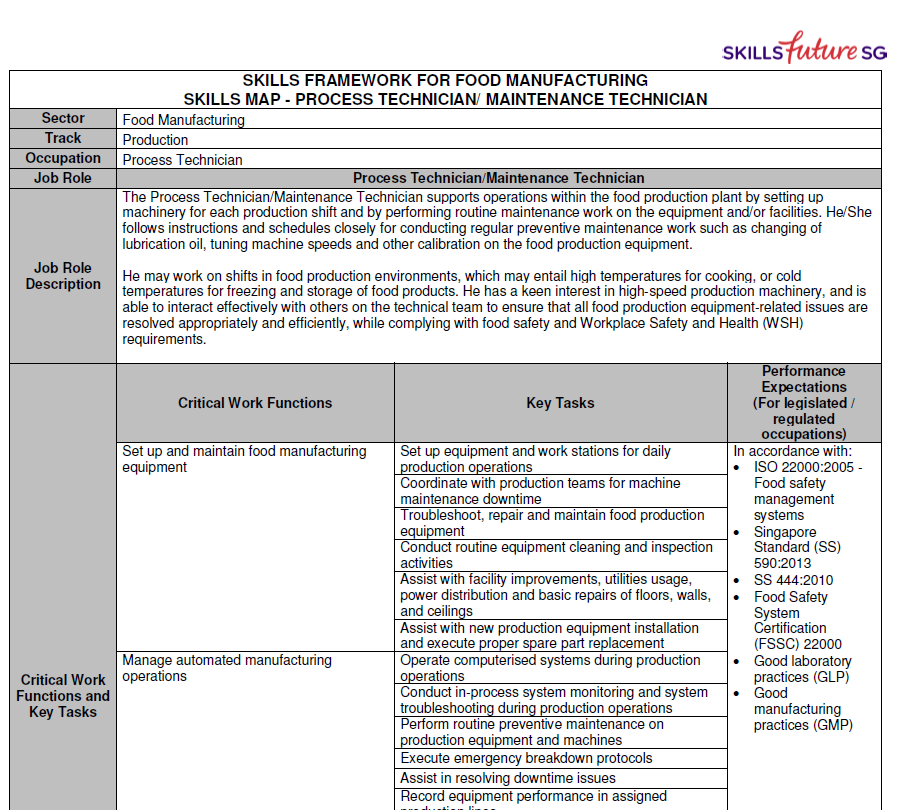 SKILLSfuture SG
SKILLS FRAMEWORK FOR FOOD MANUFACTURING
SKILLS MAP - PROCESS TECHNICIAN/ MAINTENANCE TECHNICIAN
Sector Food Manufacturing
Track Production
Occupation Process Technician
Job Role Process Technician/Maintenance Technician
Job Role
Description
The Process Technician/Maintenance Technician supports operations within the food production plant by setting up
machinery for each production shift and by performing routine maintenance work on the equipment and/or facilities. He/She
follows instructions and schedules closely for conducting regular preventive maintenance work such as changing of
lubrication oil, tuning machine speeds and other calibration on the food production equipment.
He may work on shifts in food production environments, which may entail high temperatures for cooking, or cold
temperatures for freezing and storage of food products. He has a keen interest in high-speed production machinery, and is
able to interact effectively with others on the technical team to ensure that all food production equipment-related issues are
resolved appropriately and efficiently, while complying with food safety and Workplace Safety and Health (WSH)
requirements.
Critical Work
Functions and
Key Tasks
Critical Work Functions
Key Tasks
Performance
Expectations
(For legislated /
regulated
occupations)
Set up and maintain food manufacturing
equipment
Set up equipment and work stations for daily
production operations
Coordinate with production teams for machine
maintenance downtime
Troubleshoot, repair and maintain food production
equipment
Conduct routine equipment cleaning and inspection
activities
Assist with facility improvements, utilities usage,
power distribution and basic repairs of floors, walls,
and ceilings
Assist with new production equipment installation
and execute proper spare part replacement
Manage automated manufacturing
operations
Operate computerised systems during production
operations
Conduct in-process system monitoring and system
troubleshooting during production operations
Perform routine preventive maintenance on
production equipment and machines
Execute emergency breakdown protocols
Assist in resolving downtime issues
Record equipment performance in assigned
production lines
In accordance with:
• ISO 22000:2005 -
Food safety
management
systems
• Singapore
Standard (SS)
590:2013
• SS 444:2010
• Food Safety
System
Certification
(FSSC) 22000
• Good laboratory
practices (GLP)
• Good
manufacturing
practices (GMP)